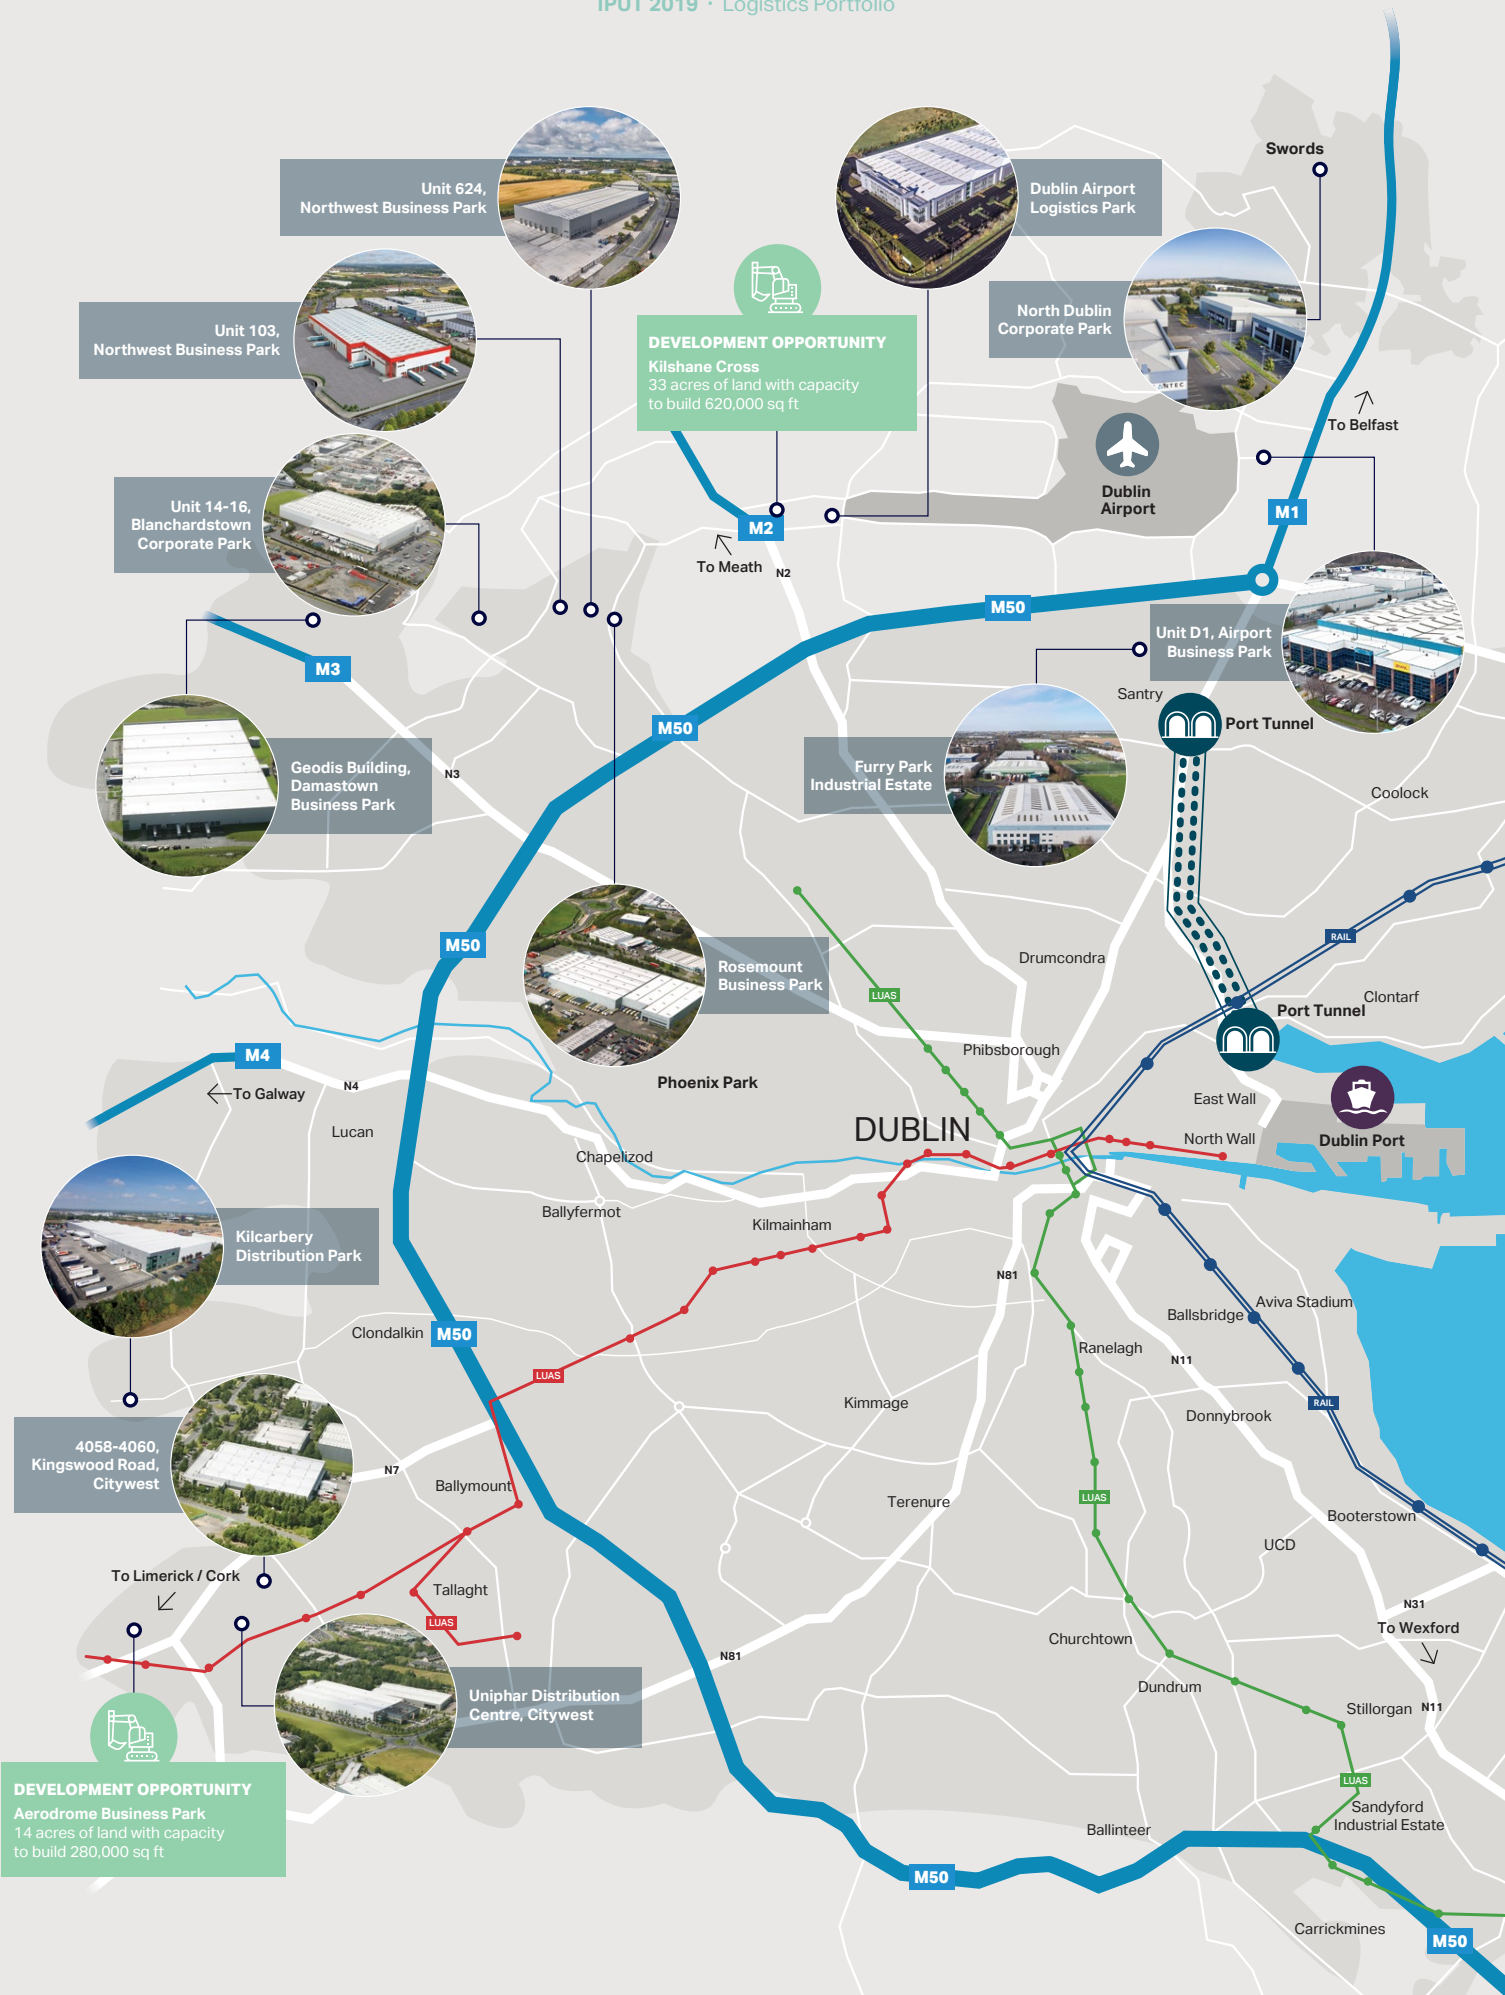 IPUT 2019 · Logistics Portfolio
Swords
Unit 624,
Northwest Business Park
Dublin Airport
Logistics Park
Unit 103,
Northwest Business Park
North Dublin
Corporate Park
DEVELOPMENT OPPORTUNITY
Kilshane Cross
33 acres of land with capacity
to build 620,000 sq ft
To Belfast
Dublin
Airport
Unit 14-16,
Blanchardstown
Corporate Park
M1
M2
To Meath
N2
M50
Unit D1, Airport
Business Park
M3
Santry
Port Tunnel
M50
Geodis Building,
Damastown
Business Park
N3
Furry Park
Industrial Estate
Coolock
RAIL
M50
Drumcondra
Rosemount
Business Park
LUAS
Clontarf
Port Tunnel
M4
To Galway
N4
Phibsborough
Phoenix Park
East Wall
Lucan
DUBLIN
North Wall
Dublin Port
Chapelizod
Ballyfermot
Kilmainham
Kilcarbery
Distribution Park
N81
Aviva Stadium
Ballsbridge
Clondalkin
M50
Ranelagh
N11
LUAS
Kimmage
RAIL
Donnybrook
4058-4060,
Kingswood Road,
Citywest
N7
Ballymount
LUAS
Terenure
Booterstown
UCD
To Limerick / Cork
Tallaght
LUAS
N31
To Wexford
Churchtown
N81
Dundrum
Uniphar Distribution
Centre, Citywest
Stillorgan
N11
LUAS
DEVELOPMENT OPPORTUNITY
Aerodrome Business Park
14 acres of land with capacity
to build 280,000 sq ft
Sandyford
Industrial Estate
Ballinteer
M50
Carrickmines
M50